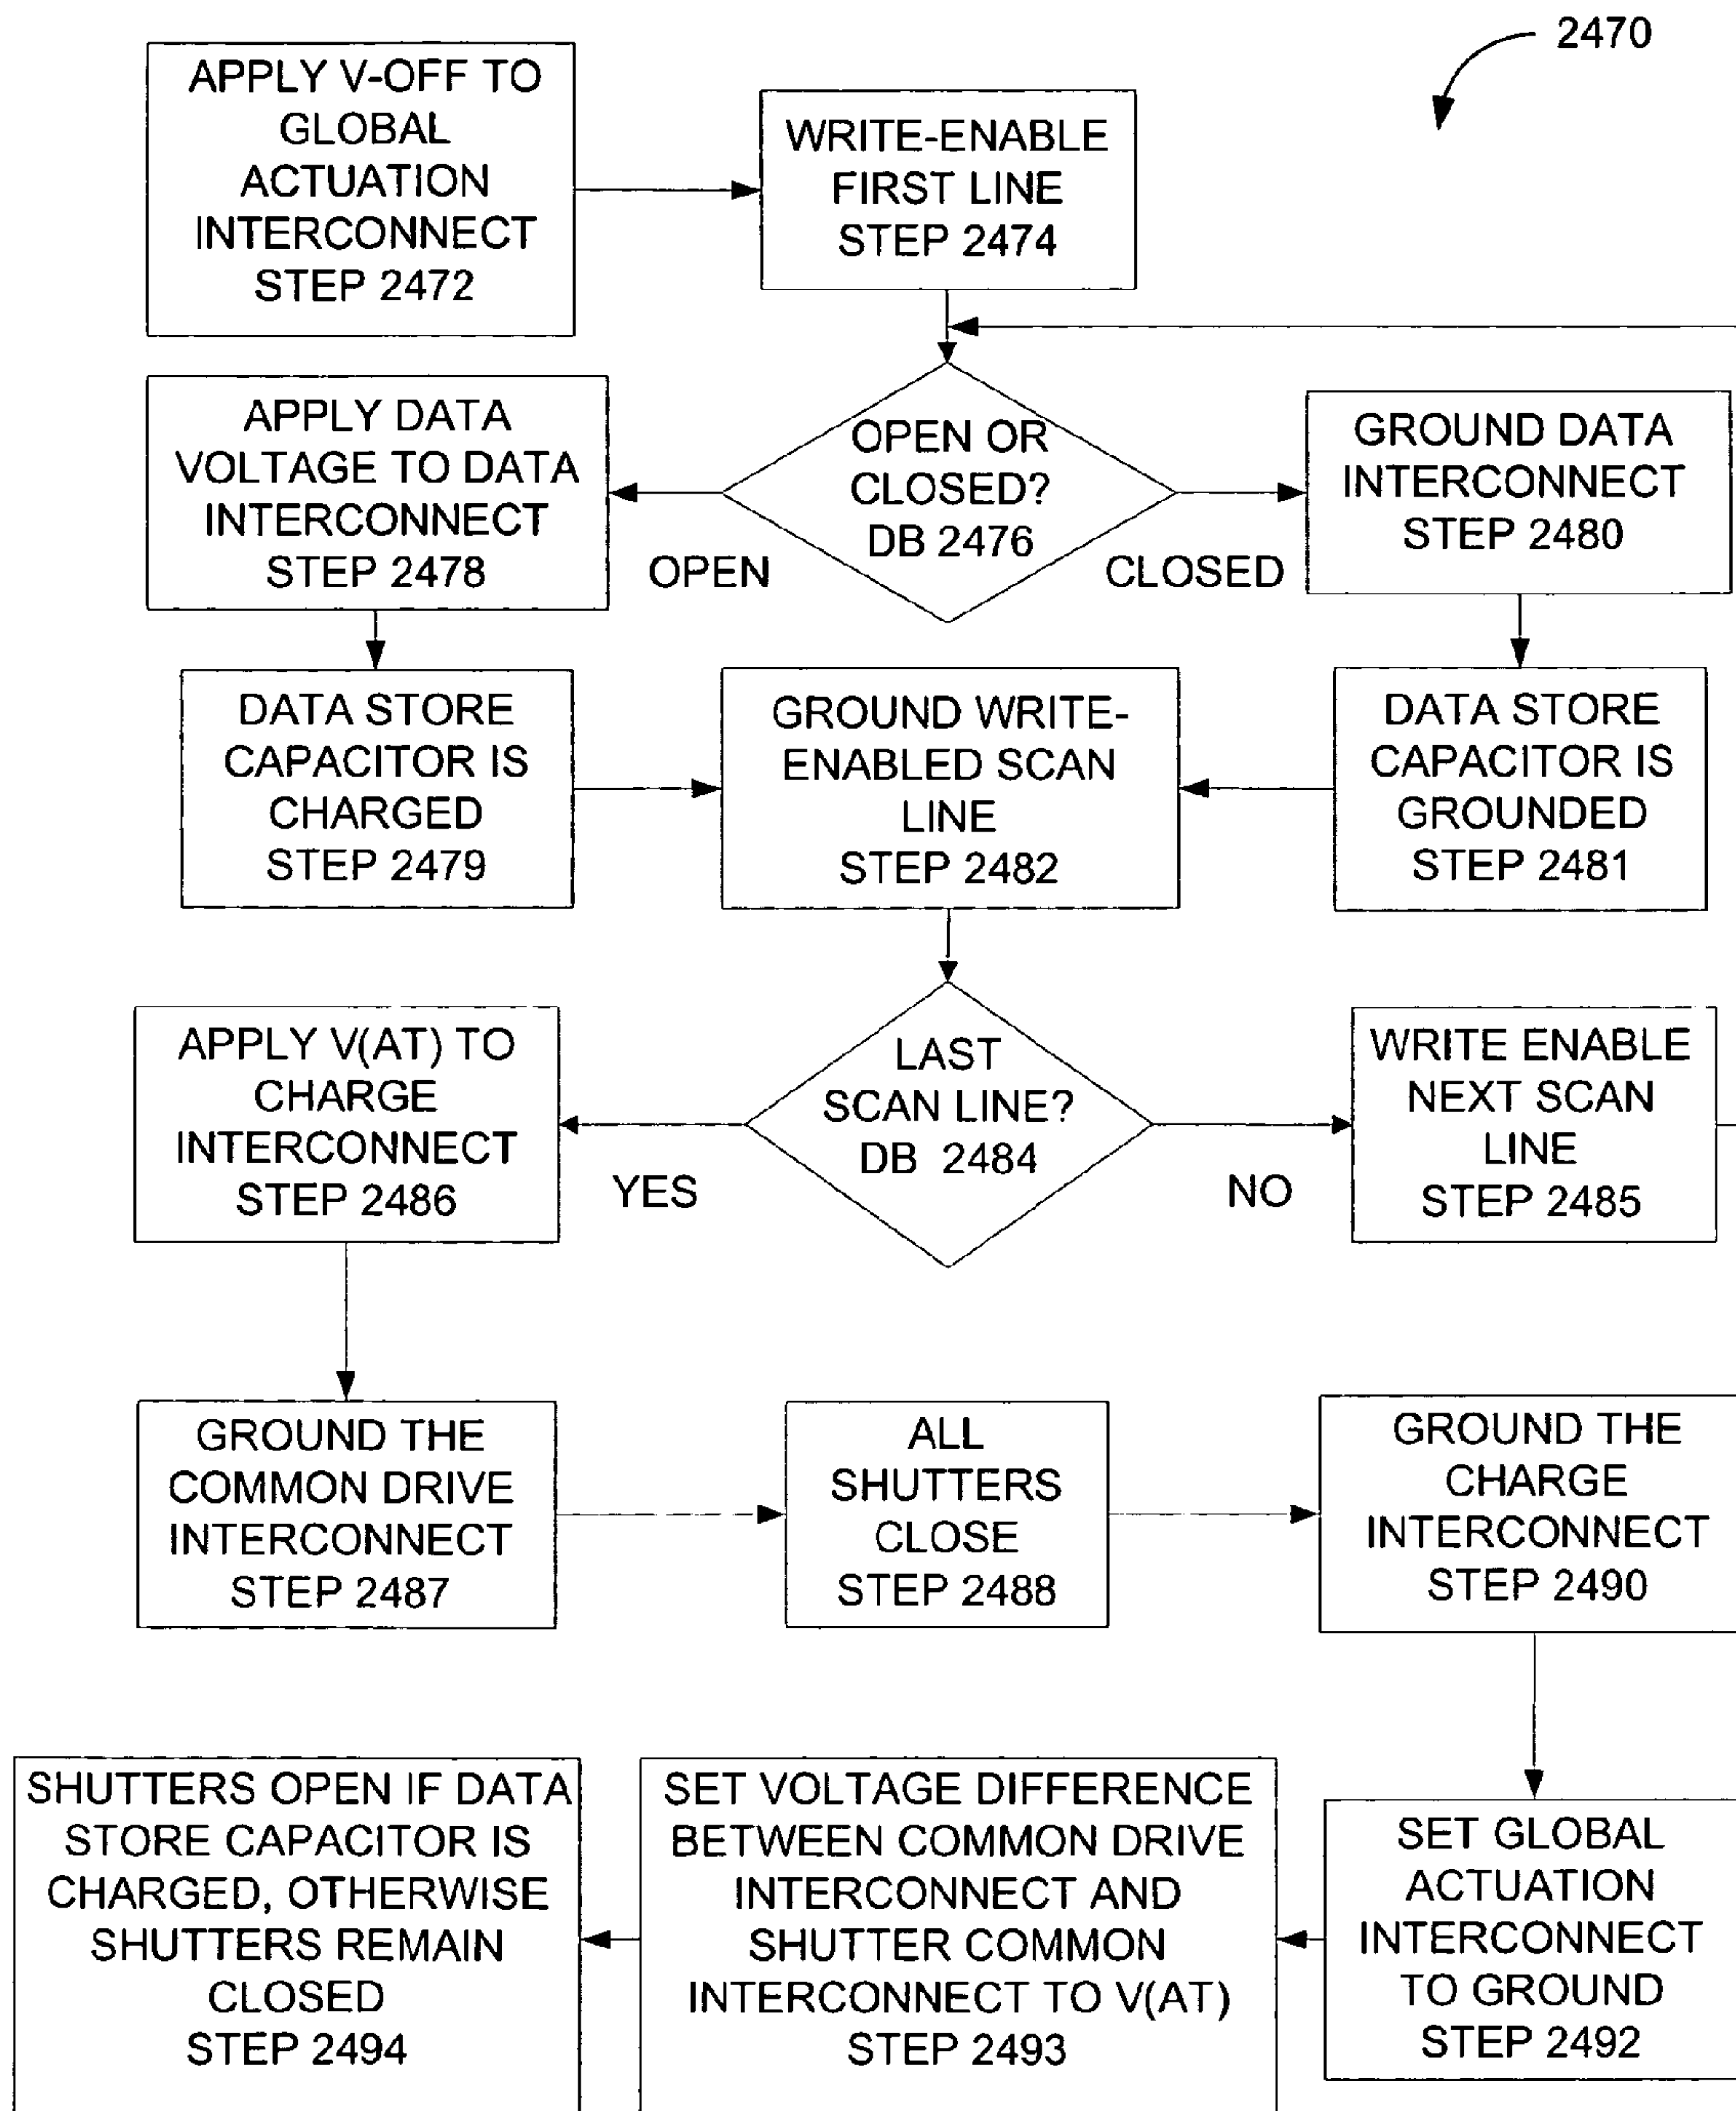 2470
APPLY V-OFF TO
GLOBAL
ACTUATION
INTERCONNECT
STEP 2472
WRITE-ENABLE
FIRST LINE
STEP 2474
APPLY DATA
VOLTAGE TO DATA
INTERCONNECT
STEP 2478
OPEN OR
CLOSED?
DB 2476
OPEN
CLOSED
GROUND DATA
INTERCONNECT
STEP 2480
DATA STORE
CAPACITOR IS
CHARGED
STEP 2479
GROUND WRITE-
ENABLED SCAN
LINE
STEP 2482
DATA STORE
CAPACITOR IS
GROUNDED
STEP 2481
APPLY V(AT) TO
CHARGE
INTERCONNECT
STEP 2486
LAST
SCAN LINE?
DB 2484
YES
NO
WRITE ENABLE
NEXT SCAN
LINE
STEP 2485
GROUND THE
COMMON DRIVE
INTERCONNECT
STEP 2487
ALL
SHUTTERS
CLOSE
STEP 2488
GROUND THE
CHARGE
INTERCONNECT
STEP 2490
SHUTTERS OPEN IF DATA
STORE CAPACITOR IS
CHARGED, OTHERWISE
SHUTTERS REMAIN
CLOSED
STEP 2494
SET VOLTAGE DIFFERENCE
BETWEEN COMMON DRIVE
INTERCONNECT AND
SHUTTER COMMON
INTERCONNECT TO V(AT)
STEP 2493
SET GLOBAL
ACTUATION
INTERCONNECT
TO GROUND
STEP 2492